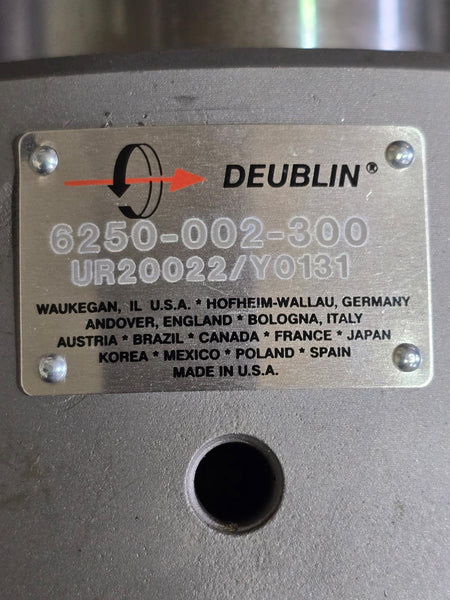 DEUBLIN®
6250-002-300
UR20022/Y0131
WAUKEGAN, IL U.S.A. * HOFHEIM-WALLAU, GERMANY
ANDOVER, ENGLAND * BOLOGNA, ITALY
AUSTRIA * BRAZIL * CANADA * FRANCE * JAPAN
KOREA * MEXICO * POLAND * SPAIN
MADE IN U.S.A.